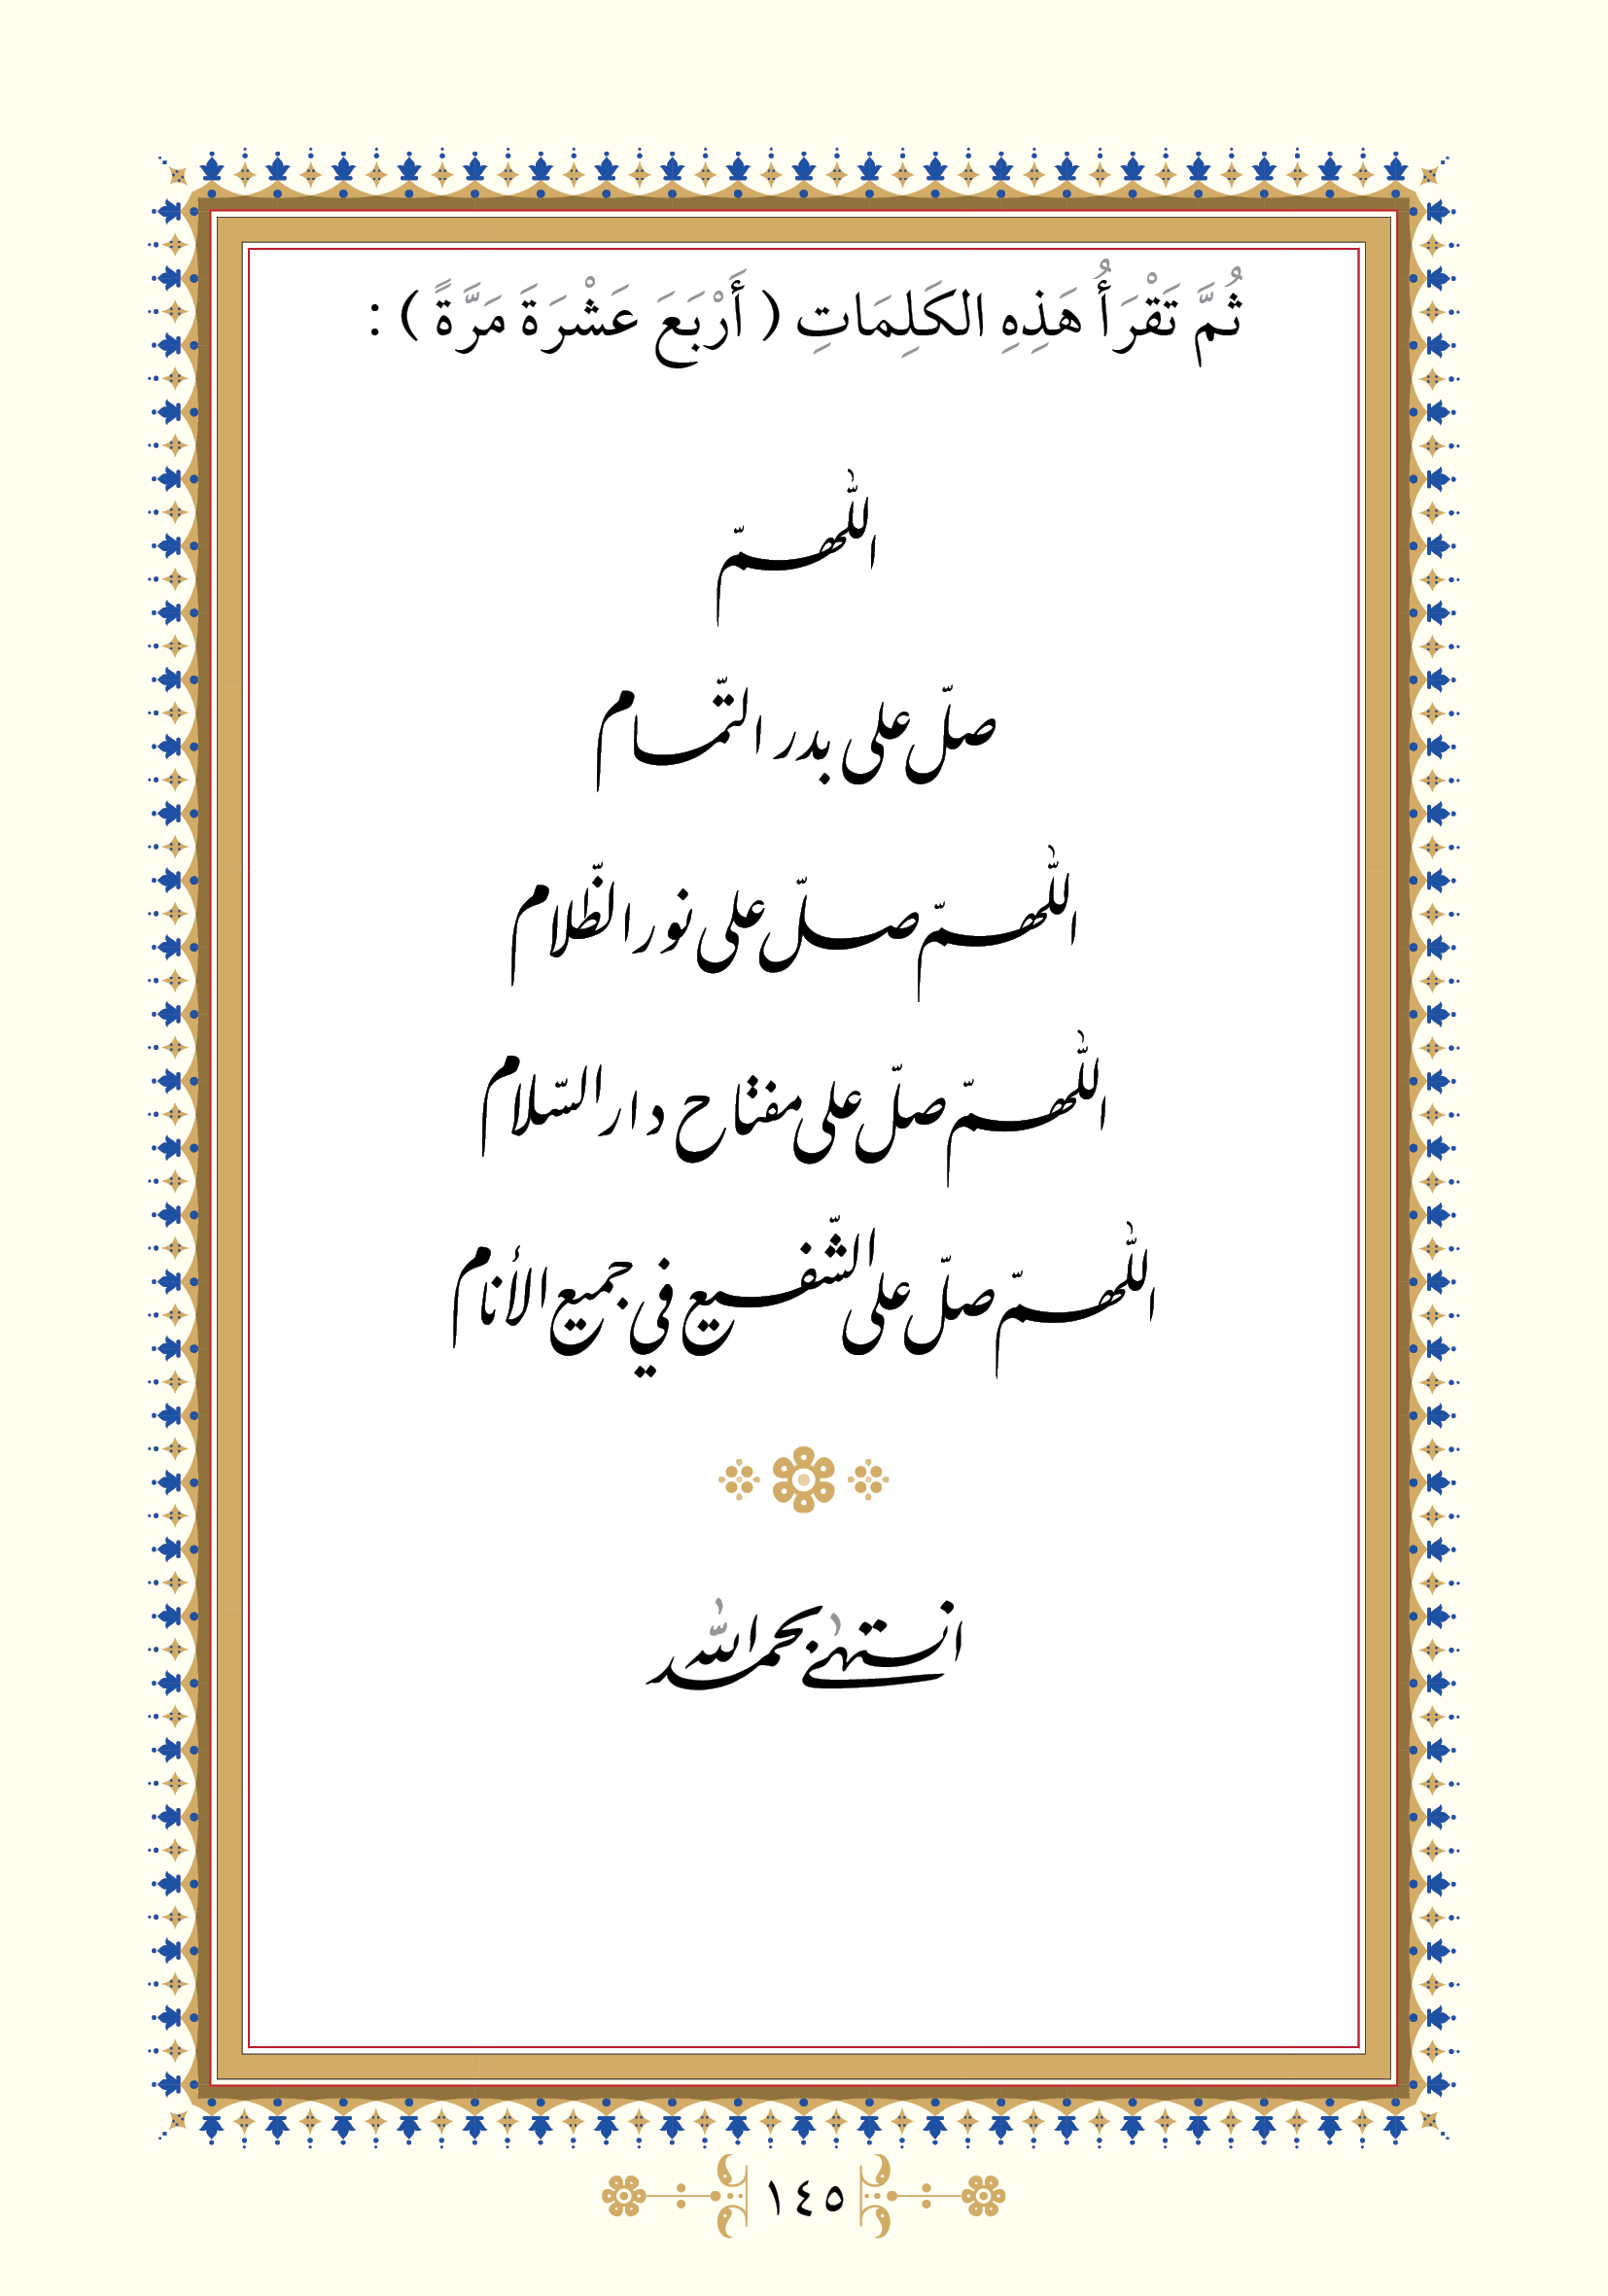 ثُمَّ تَقْرَأُ هَذِهِ الكَلِمَاتِ ( أَرْبَعَ عَشْرَةَ مَرَّةً ) :
اللّٰهمّ
صلّ على بدر التّمام
اللّٰهمّ صلّ على نور الظّلام
اللّٰهمّ صلّ على مفتاح دار السّلام
اللّٰهمّ صلّ على الشّفيع في جميع الأنام
انتهىٰ بحمد اللّٰه
١٤٥